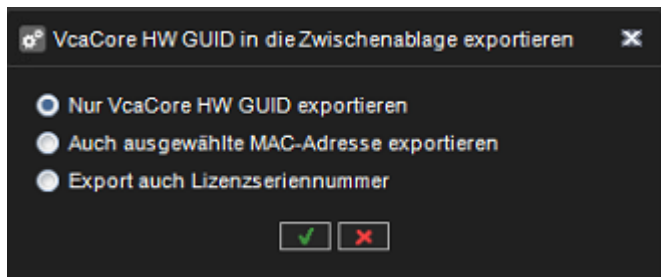 VcaCore HW GUID in die Zwischenablage exportieren
Nur VcaCore HW GUID exportieren
Auch ausgewählte MAC-Adresse exportieren
Export auch Lizenzseriennummer